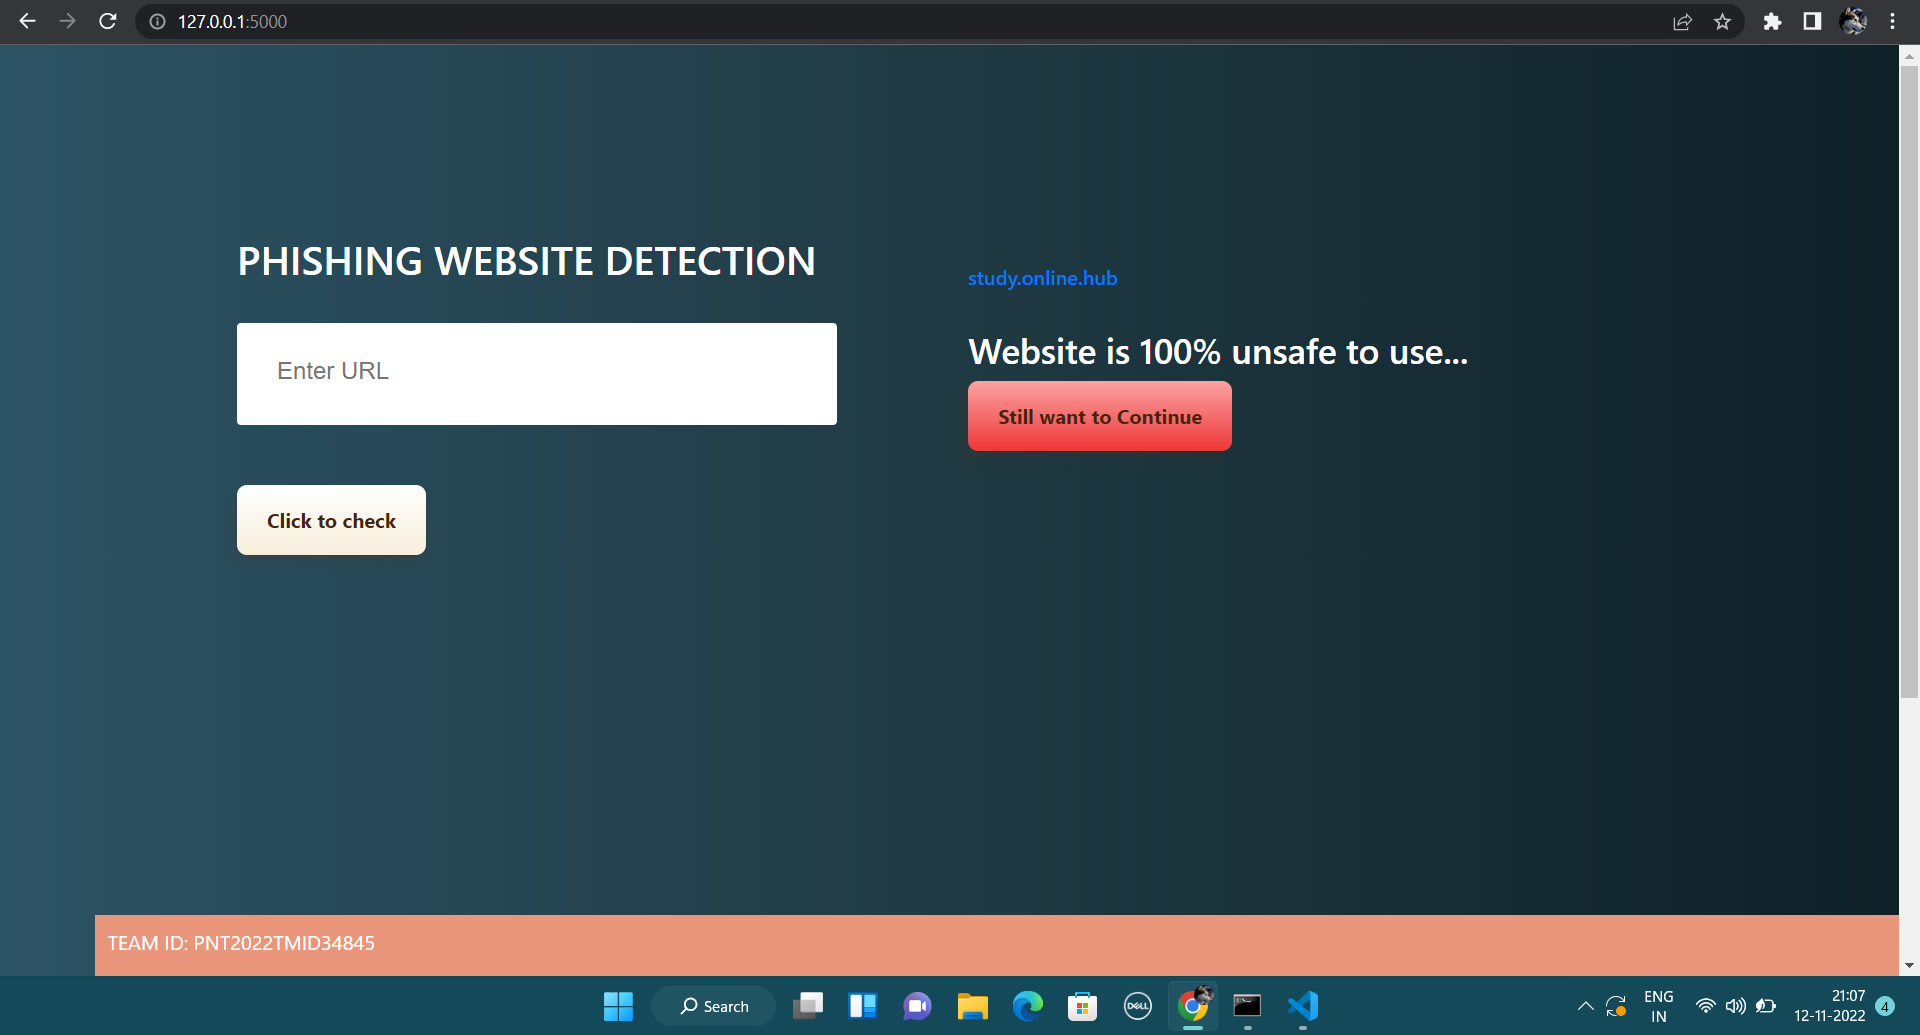 127.0.0.1:5000
PHISHING WEBSITE DETECTION
Enter URL
Click to check
study.online.hub
Website is 100% unsafe to use...
Still want to Continue
TEAM ID: PNT2022TMID34845
Search
DELL
ENG
IN
21:07
12-11-2022
4